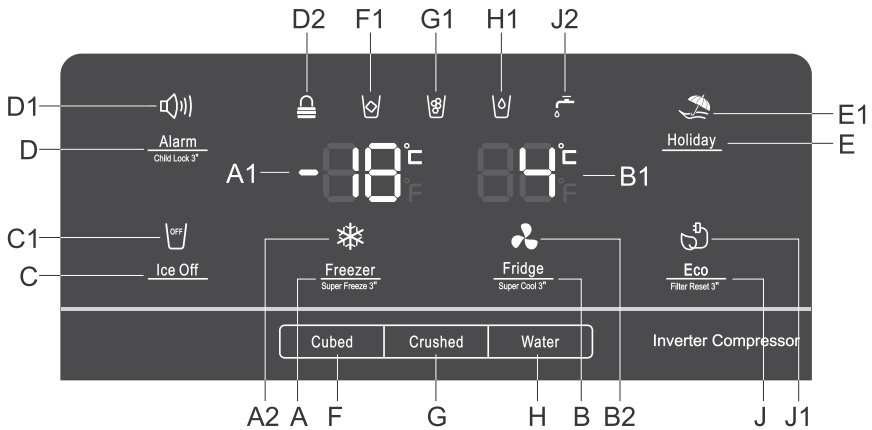 D2 F1 G1 H1 J2
D1 E1
Alarm
Child Lock 3"
Holiday
D E
A1 -18 °C °F 4 °C °F B1
OFF
C1
Ice Off
C
Freezer
Super Freeze 3"
Fridge
Super Cool 3"
Eco
Filter Reset 3"
Cubed Crushed Water
Inverter Compressor
A2 A F G H B B2 J J1